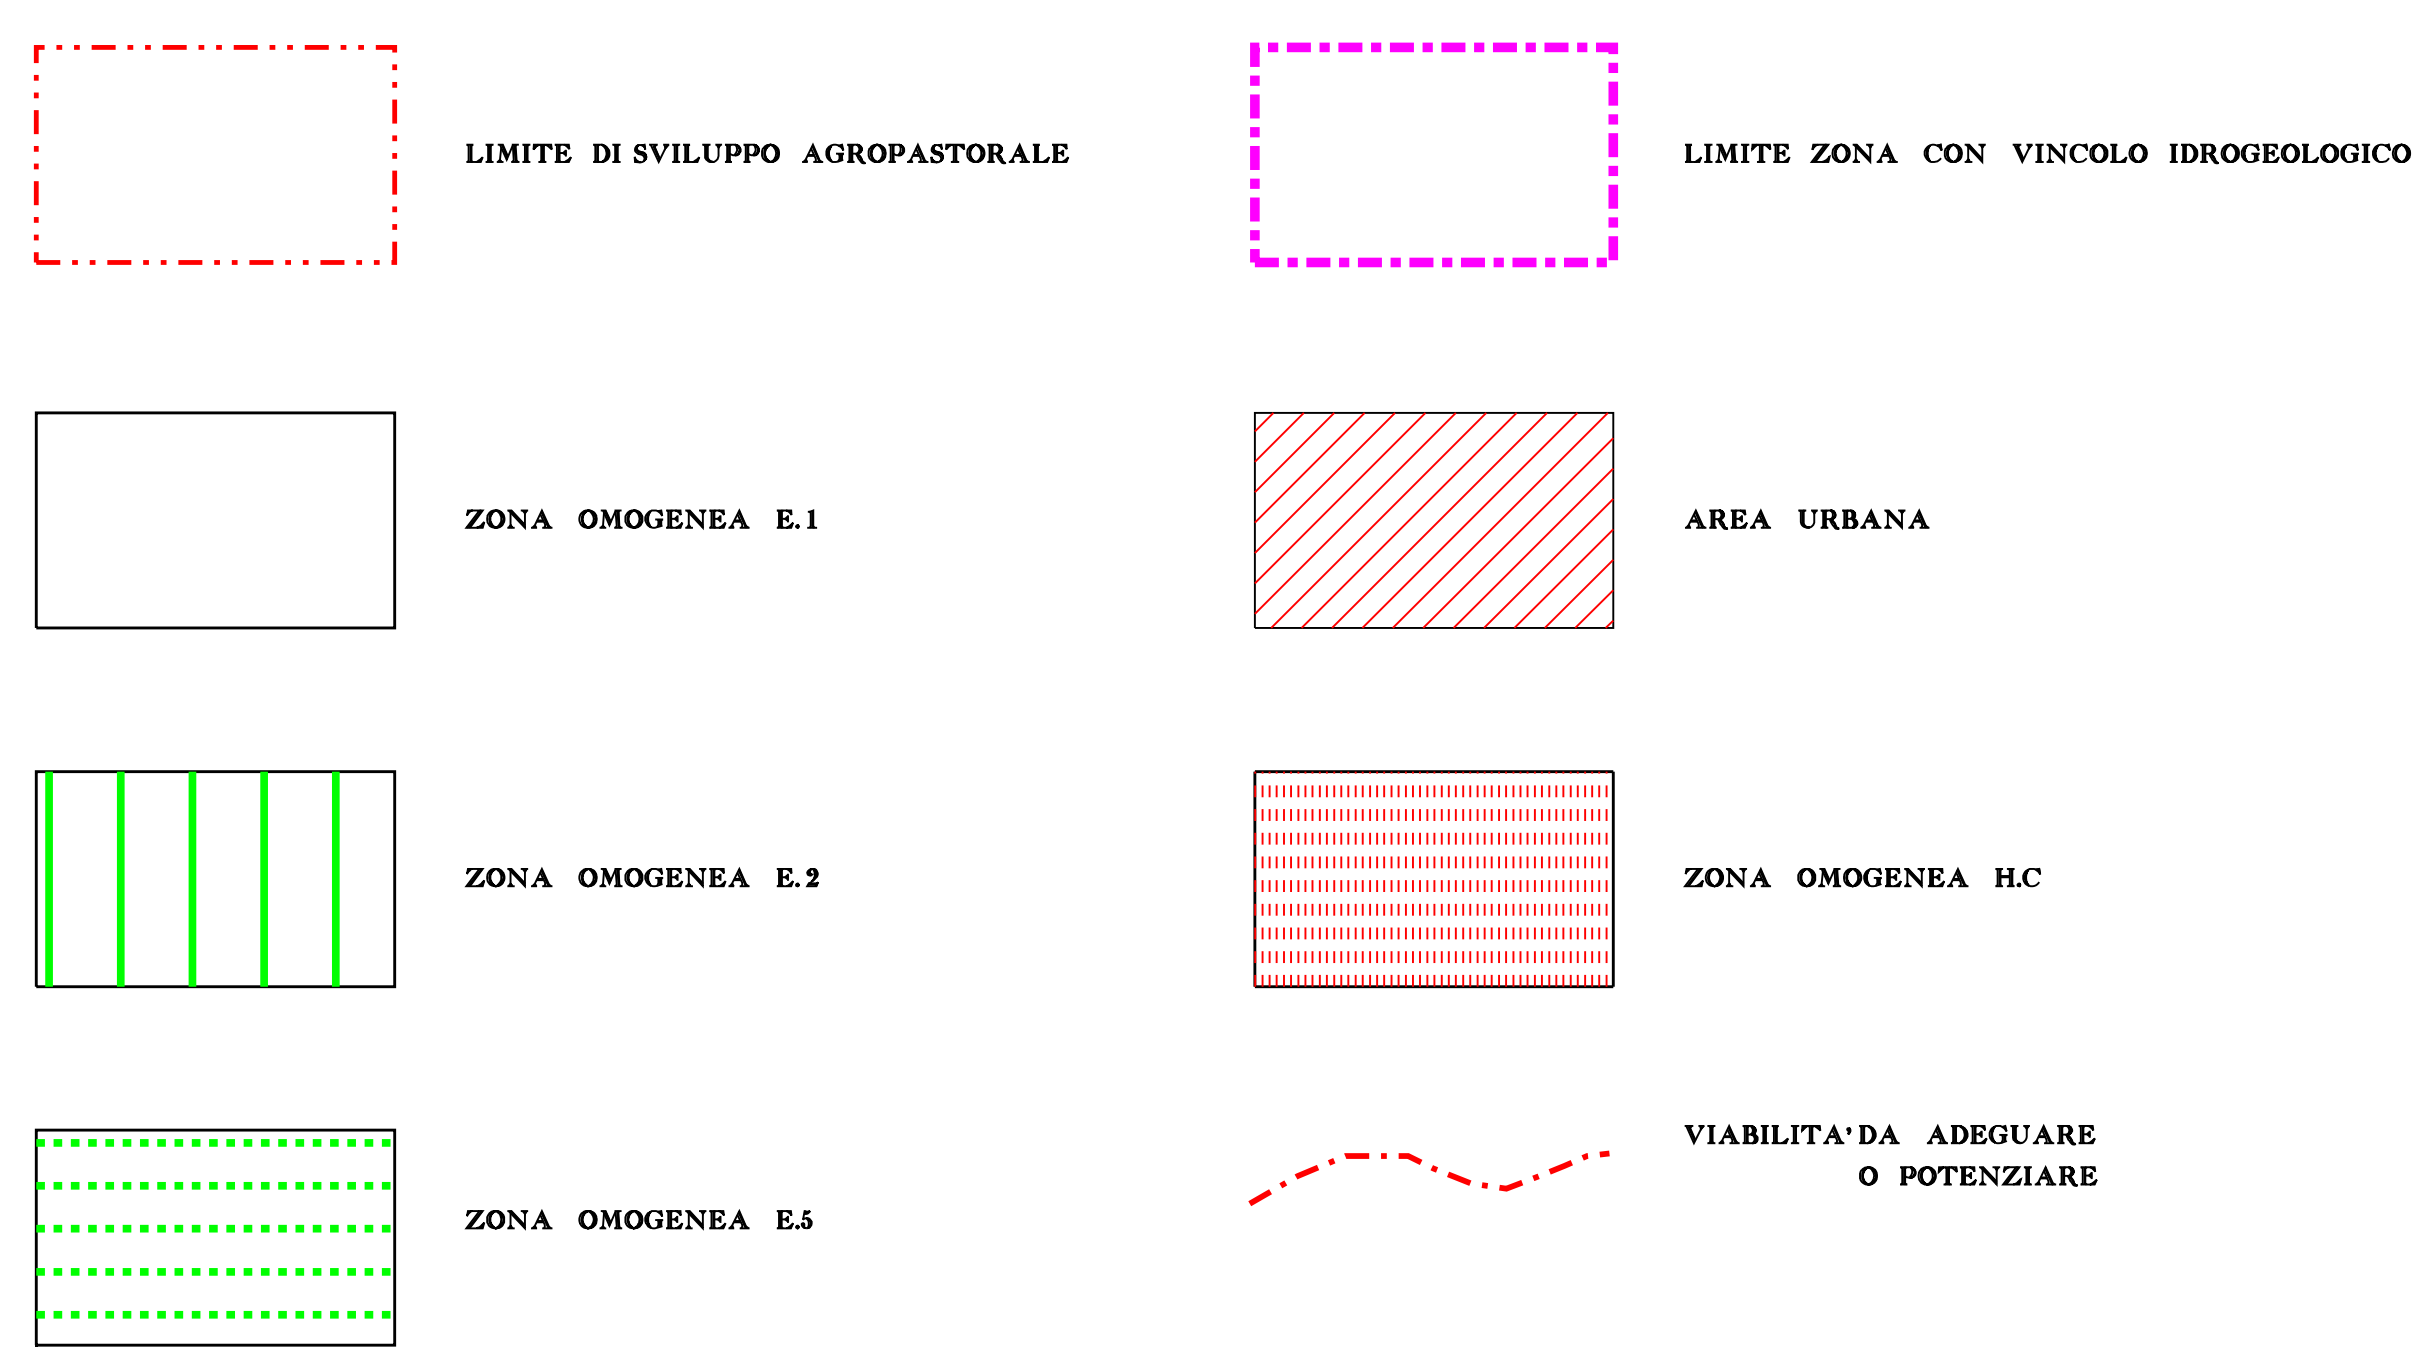 LIMITE DI SVILUPPO AGROPASTORALE
ZONA OMOGENEA E.1
ZONA OMOGENEA E.2
ZONA OMOGENEA E.5
LIMITE ZONA CON VINCOLO IDROGEOLOGICO
AREA URBANA
ZONA OMOGENEA H.C
VIABILITA' DA ADEGUARE
O POTENZIARE